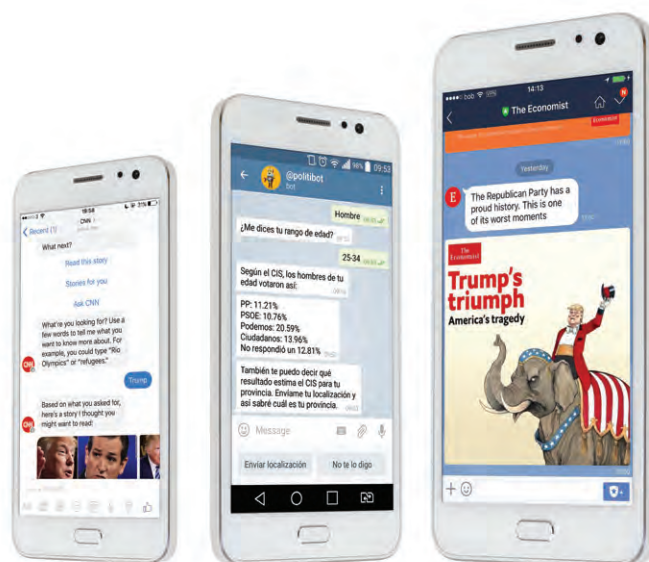 18:58
31%
Recent (1)
CNN
What next?
Read this story
Stories for you
Ask CNN
What're you looking for? Use a
few words to tell me what you
want to know more about. For
example, you could type "Rio
Olympics" or "refugees."
Trump
Based on what you asked for,
here's a story I thought you
might want to read!
98% 09:53
@politibot
bot
Hombre
¿Me dices tu rango de edad?
25-34
Según el CIS, los hombres de tu
edad votaron así:
PP: 11.21%
PSOE: 10.76%
Podemos: 20.59%
Ciudadanos: 13.96%
No respondió un 12.81%
También te puedo decir qué
resultado estima el CIS para tu
provincia. Envíame tu localización y
así sabré cuál es tu provincia.
Message
Enviar localización
No te lo digo
bob
14:13
The Economist
N
Yesterday
E
The Republican Party has a
proud history. This is one
of its worst moments
The
Economist
Trump's
triumph
America's tragedy